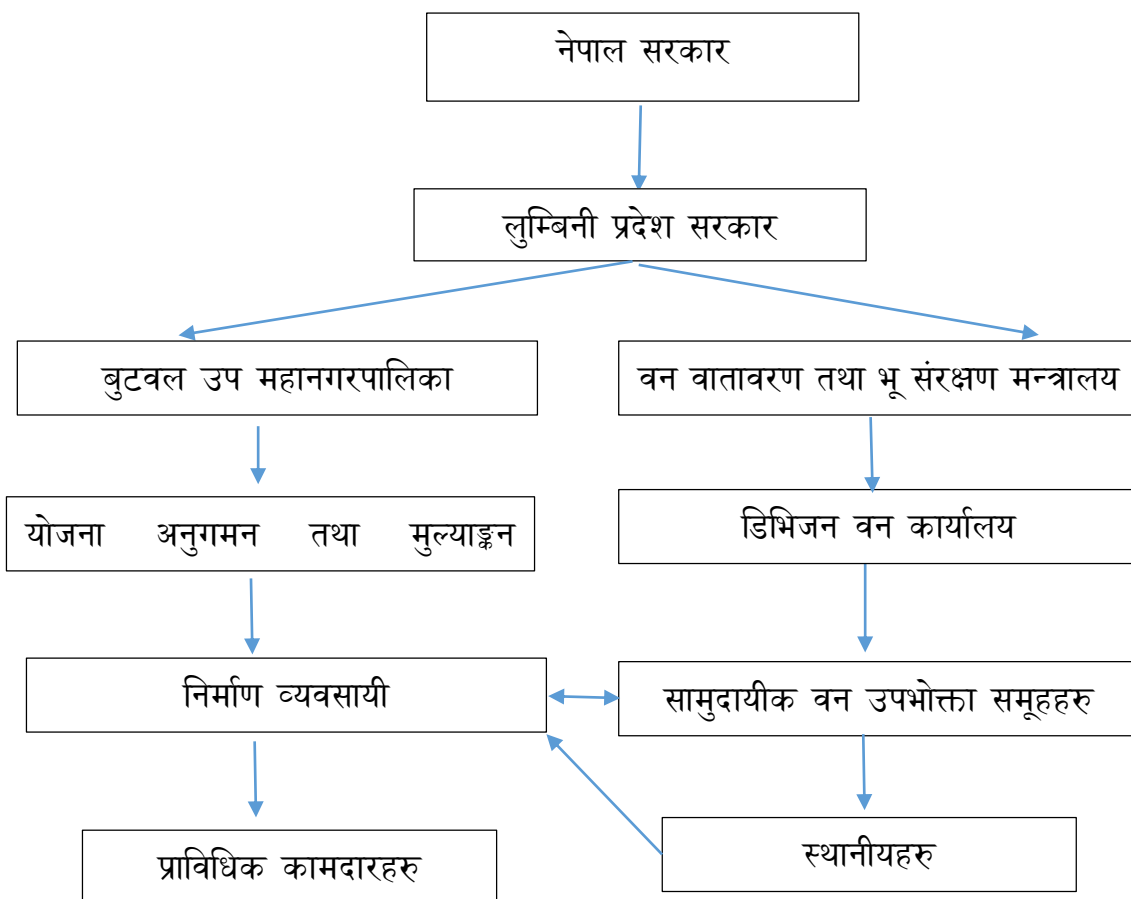 नेपाल सरकार
लुम्बिनी प्रदेश सरकार
बुटवल उप महानगरपालिका
वन वातावरण तथा भू संरक्षण मन्त्रालय
योजना अनुगमन तथा मुल्याङ्कन
डिभिजन वन कार्यालय
निर्माण व्यवसायी
सामुदायीक वन उपभोक्ता समूहहरु
प्राविधिक कामदारहरु
स्थानीयहरु